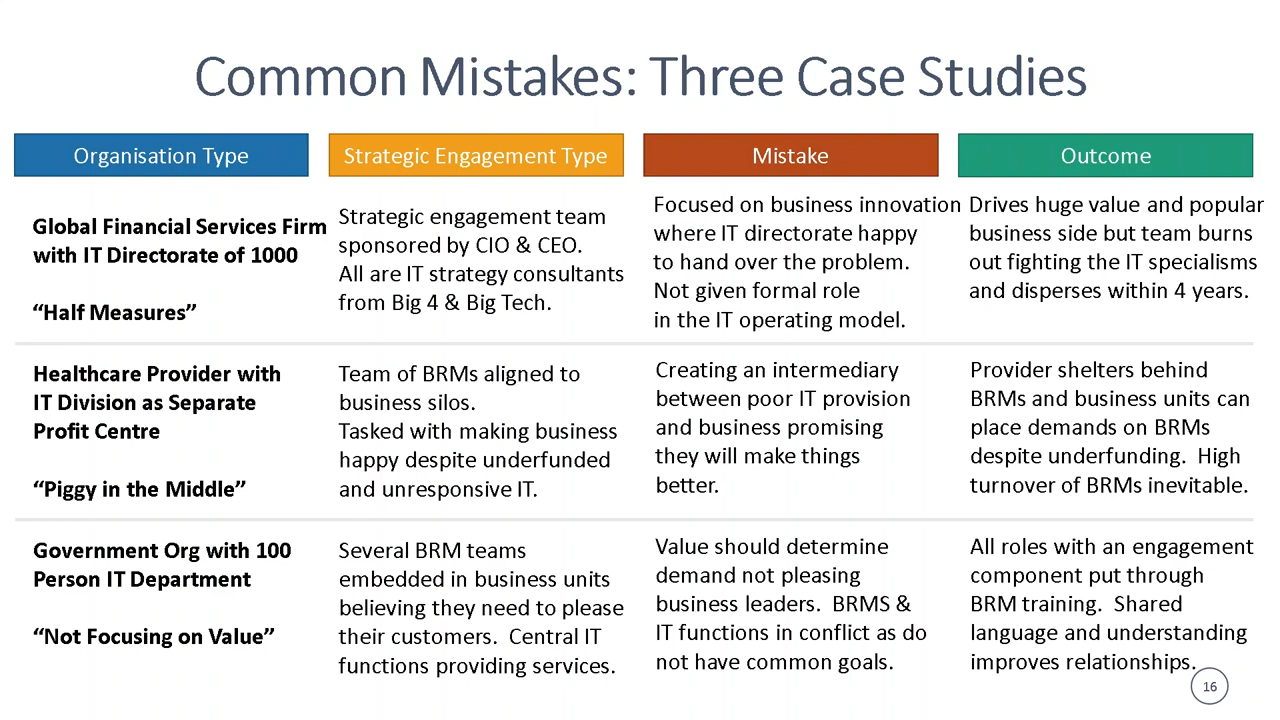 Common Mistakes: Three Case Studies
Organisation Type
Strategic Engagement Type
Mistake
Outcome
Global Financial Services Firm
with IT Directorate of 1000
“Half Measures”
Strategic engagement team
sponsored by CIO & CEO.
All are IT strategy consultants
from Big 4 & Big Tech.
Focused on business innovation
where IT directorate happy
to hand over the problem.
Not given formal role
in the IT operating model.
Drives huge value and popular
business side but team burns
out fighting the IT specialisms
and disperses within 4 years.
Healthcare Provider with
IT Division as Separate
Profit Centre
“Piggy in the Middle”
Team of BRMs aligned to
business silos.
Tasked with making business
happy despite underfunded
and unresponsive IT.
Creating an intermediary
between poor IT provision
and business promising
they will make things
better.
Provider shelters behind
BRMs and business units can
place demands on BRMs
despite underfunding.  High
turnover of BRMs inevitable.
Government Org with 100
Person IT Department
“Not Focusing on Value”
Several BRM teams
embedded in business units
believing they need to please
their customers.  Central IT
functions providing services.
Value should determine
demand not pleasing
business leaders.  BRMS &
IT functions in conflict as do
not have common goals.
All roles with an engagement
component put through
BRM training.  Shared
language and understanding
improves relationships.
16